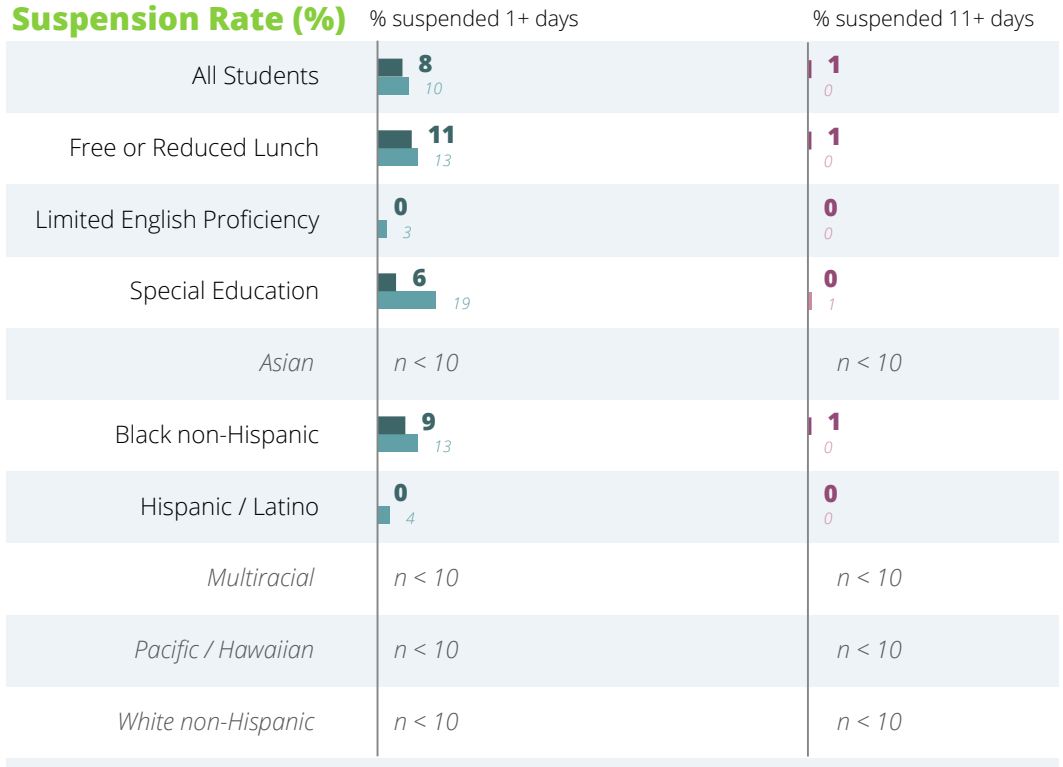 Suspension Rate (%) % suspended 1+ days % suspended 11+ days
All Students 8 1
10 0
Free or Reduced Lunch 11 1
13 0
Limited English Proficiency 0 0
3 0
Special Education 6 0
19 1
Asian n < 10 n < 10
Black non-Hispanic 9 1
13 0
Hispanic / Latino 0 0
4 0
Multiracial n < 10 n < 10
Pacific / Hawaiian n < 10 n < 10
White non-Hispanic n < 10 n < 10